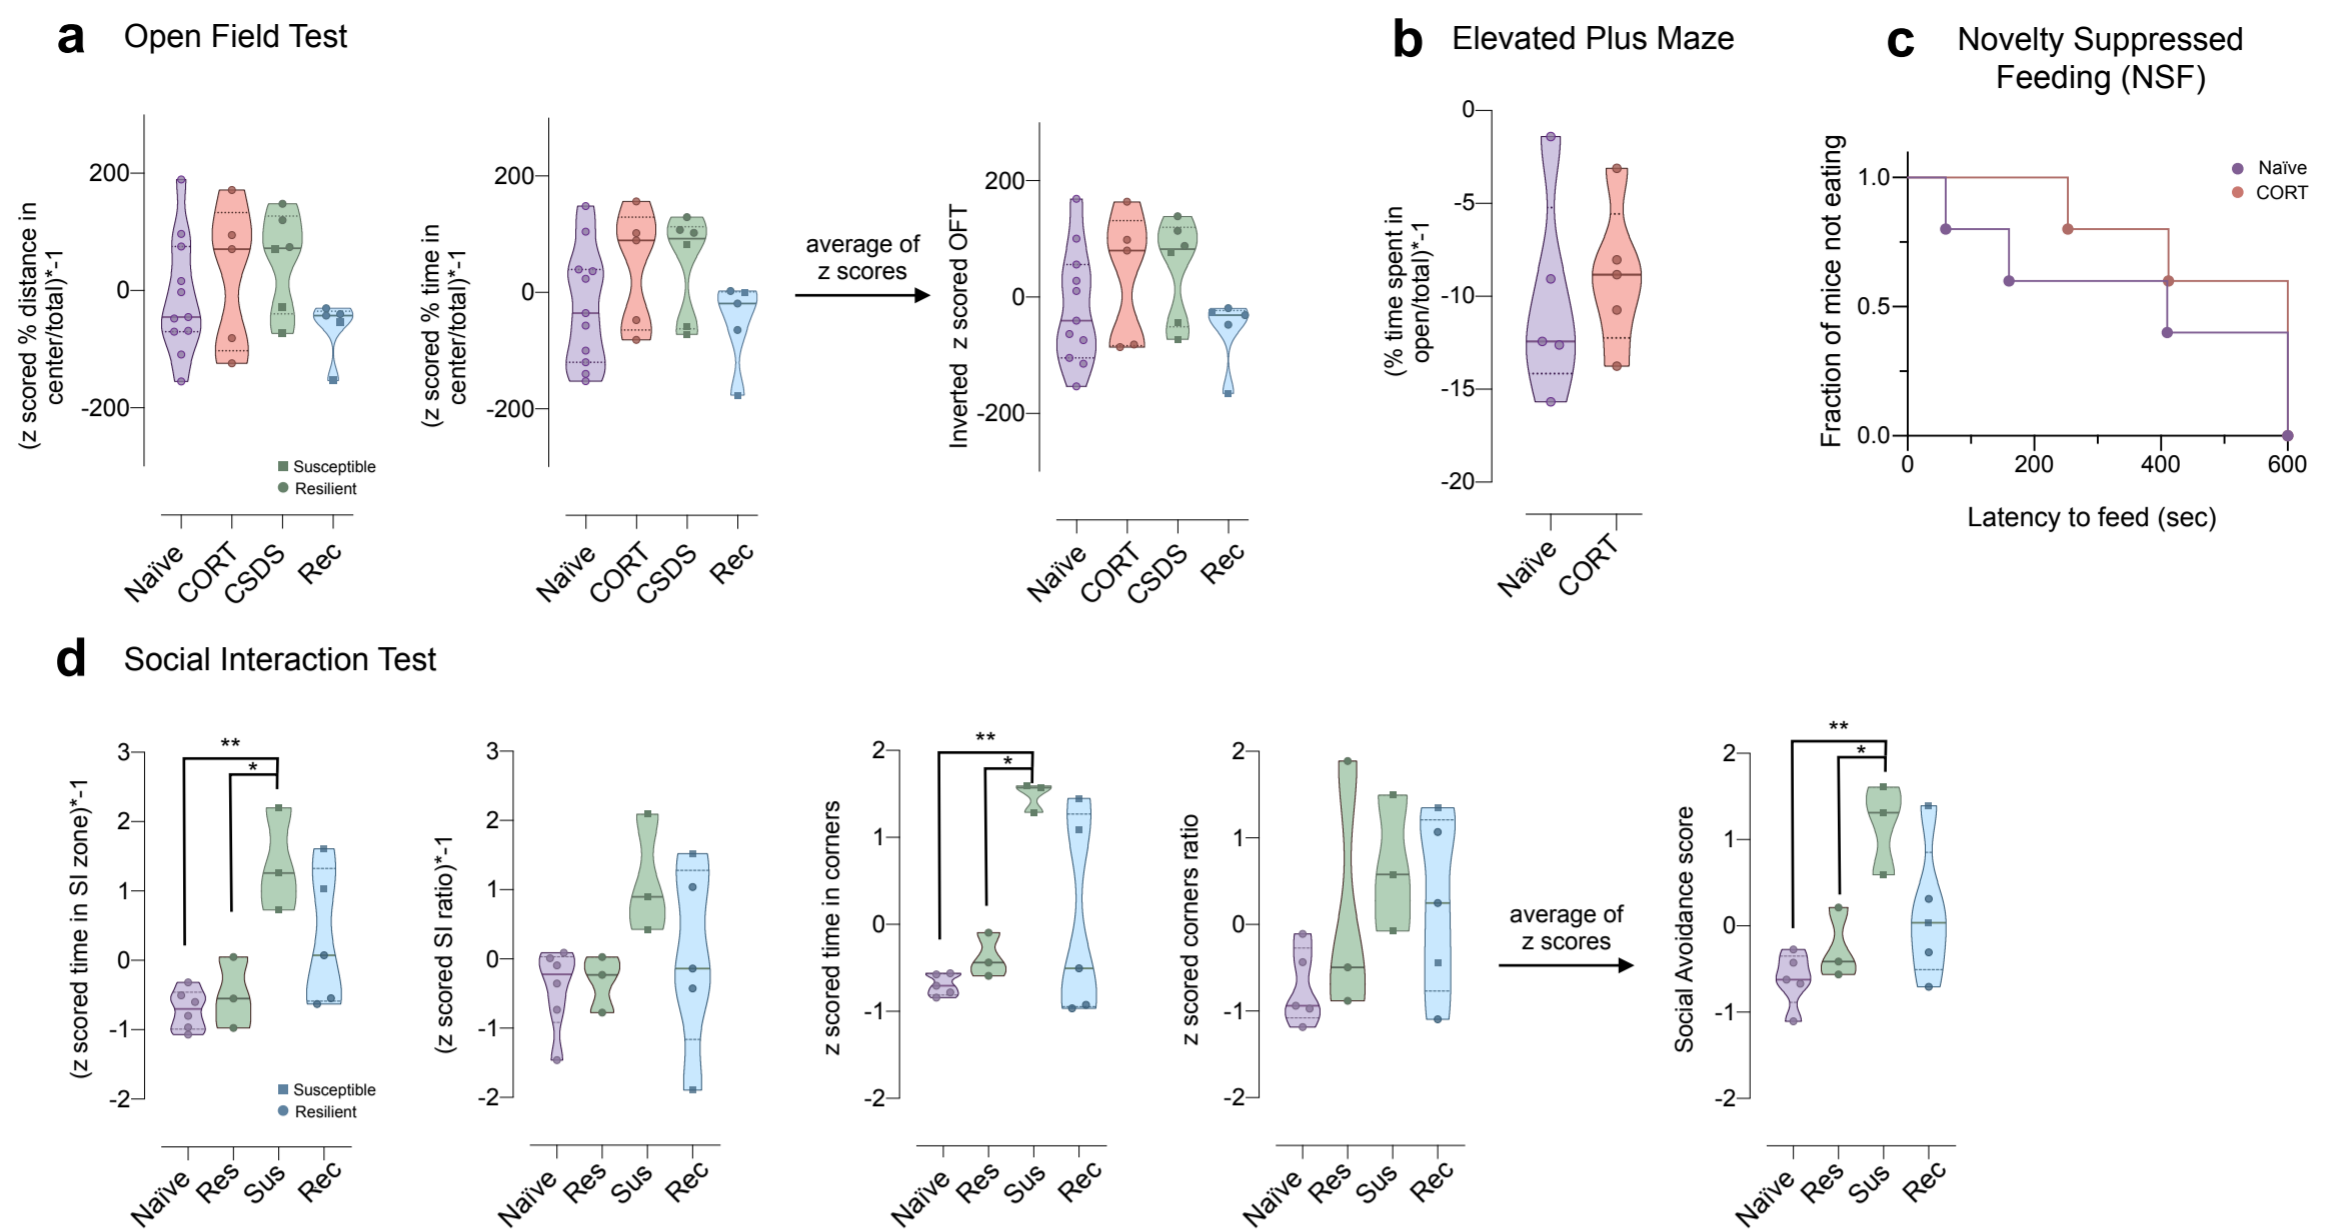 a Open Field Test
b Elevated Plus Maze
c Novelty Suppressed
Feeding (NSF)
(z scored % distance in
center/total)*-1
200
0
-200
Susceptible
Resilient
Naïve
CORT
CSDS
Rec
(z scored % time in
center/total)*-1
200
0
-200
Naïve
CORT
CSDS
Rec
average of
z scores
Inverted z scored OFT
200
0
-200
Naïve
CORT
CSDS
Rec
(% time spent in
open/total)*-1
0
-5
-10
-15
-20
Naïve
CORT
Fraction of mice not eating
1.0
0.5
0.0
0
200
400
600
Latency to feed (sec)
Naïve
CORT
d Social Interaction Test
(z scored time in SI zone)*-1
3
2
1
0
-1
-2
**
*
Susceptible
Resilient
Naïve
Res
Sus
Rec
(z scored SI ratio)*-1
3
2
1
0
-1
-2
Naïve
Res
Sus
Rec
z scored time in corners
2
1
0
-1
-2
**
*
Naïve
Res
Sus
Rec
z scored corners ratio
2
1
0
-1
-2
Naïve
Res
Sus
Rec
average of
z scores
Social Avoidance score
2
1
0
-1
-2
**
*
Naïve
Res
Sus
Rec